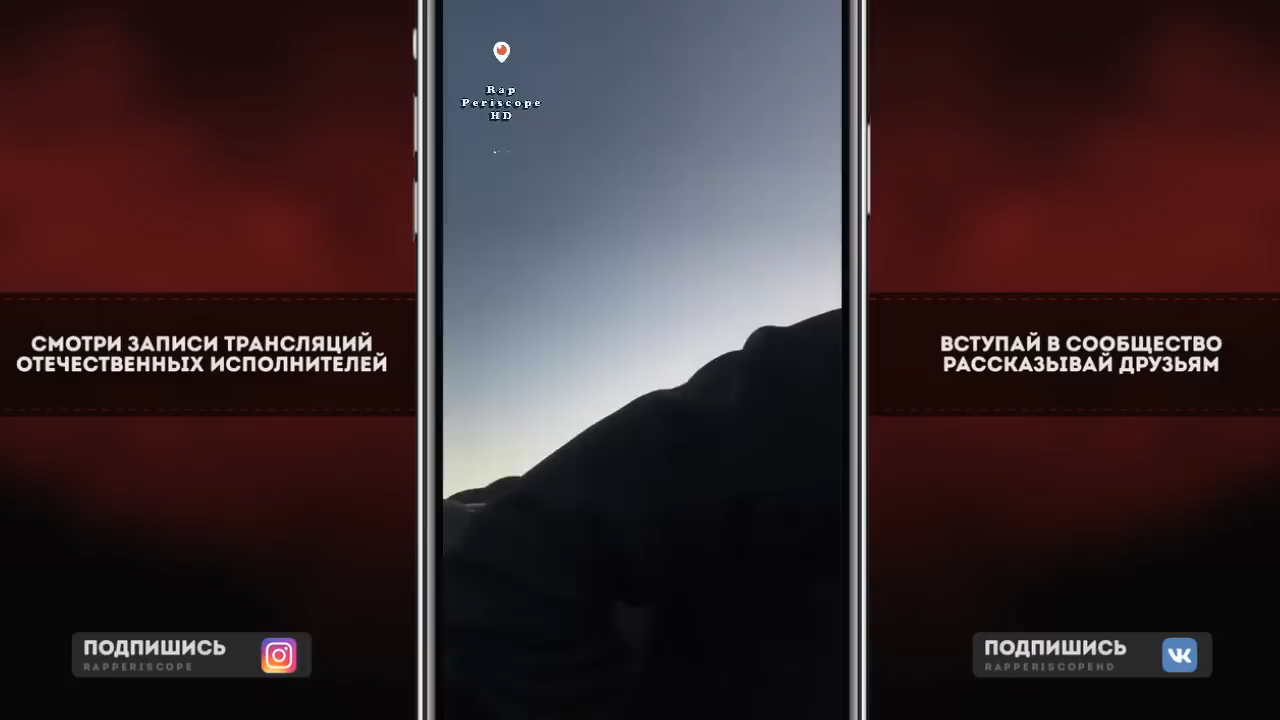 Rap
Periscope
HD
СМОТРИ ЗАПИСИ ТРАНСЛЯЦИЙ
ОТЕЧЕСТВЕННЫХ ИСПОЛНИТЕЛЕЙ
ВСТУПАЙ В СООБЩЕСТВО
РАССКАЗЫВАЙ ДРУЗЬЯМ
ПОДПИШИСЬ
RAPPERISCOPE
ПОДПИШИСЬ
RAPPERISCOPEHD